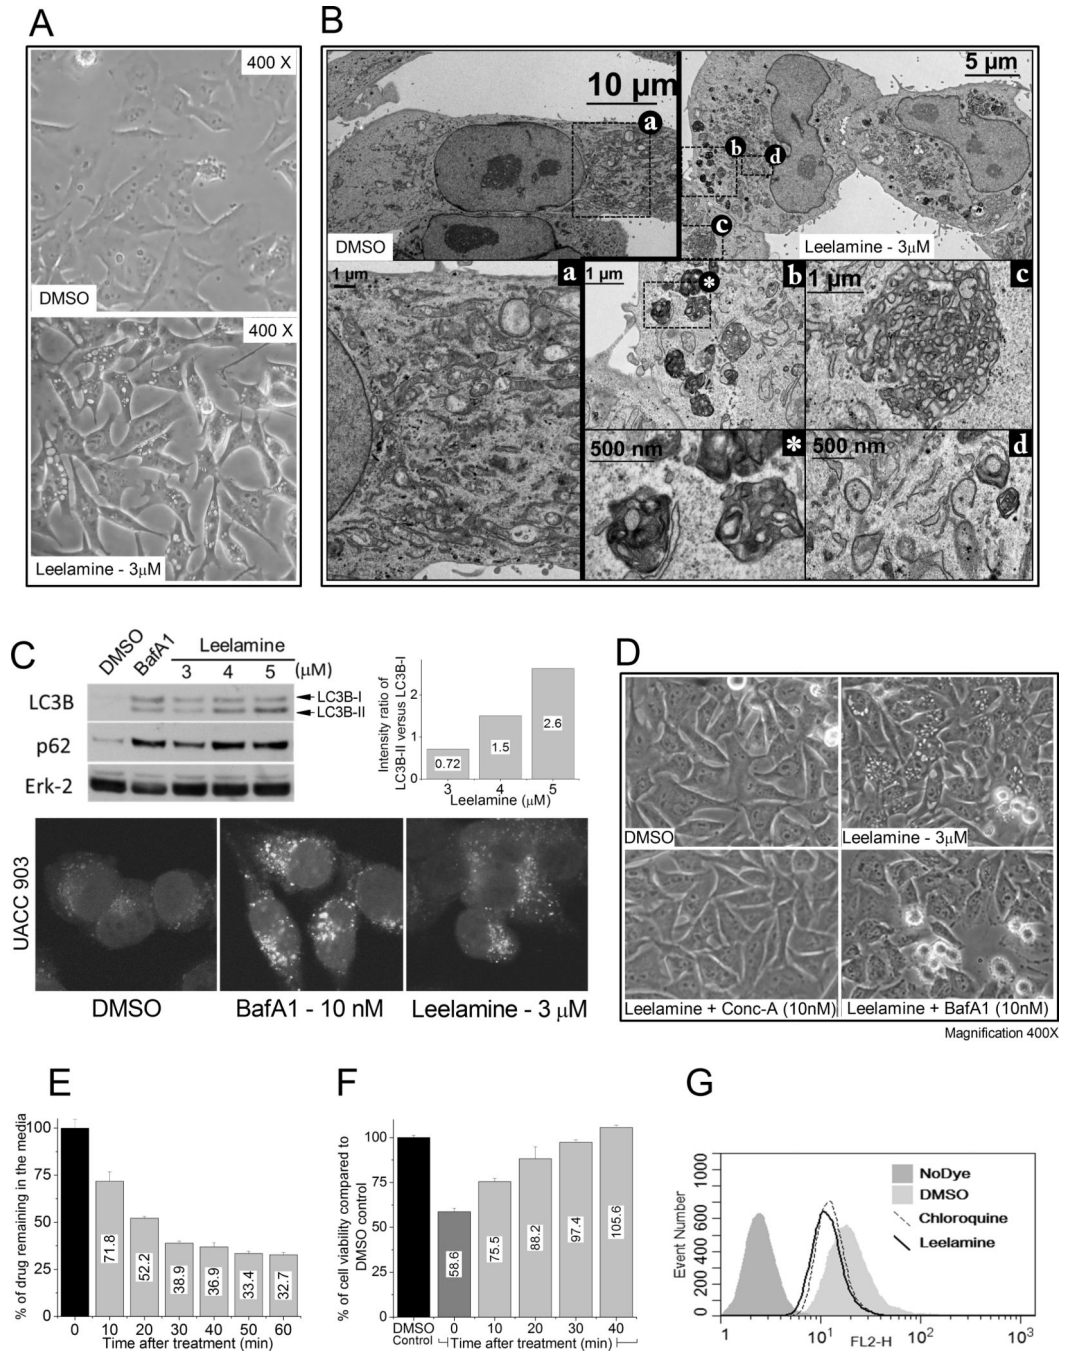 A
400 X
DMSO
400 X
Leelamine - 3µM
B
10 µm
a
DMSO
5 µm
b
d
c
Leelamine - 3µM
1 µm
a
1 µm
*
b
1 µm
c
500 nm
*
500 nm
d
C
DMSO
BafA1
Leelamine
3 4 5 (µM)
LC3B
LC3B-I
LC3B-II
p62
Erk-2
Intensity ratio of
LC3B-II versus LC3B-I
2
1
0
0.72
1.5
2.6
3 4 5
Leelamine (µM)
UACC 903
DMSO
BafA1 - 10 nM
Leelamine - 3 µM
D
DMSO
Leelamine - 3µM
Leelamine + Conc-A (10nM)
Leelamine + BafA1 (10nM)
Magnification 400X
E
% of drug remaining in the media
100
75
50
25
0
71.8
52.2
38.9
36.9
33.4
32.7
0 10 20 30 40 50 60
Time after treatment (min)
F
% of cell viability compared to
DMSO control
100
75
50
25
0
58.6
75.5
88.2
97.4
105.6
DMSO
Control
0 10 20 30 40
Time after treatment (min)
G
Event Number
1000
800
600
400
200
0
NoDye
DMSO
Chloroquine
Leelamine
1 10¹ 10² 10³
FL2-H